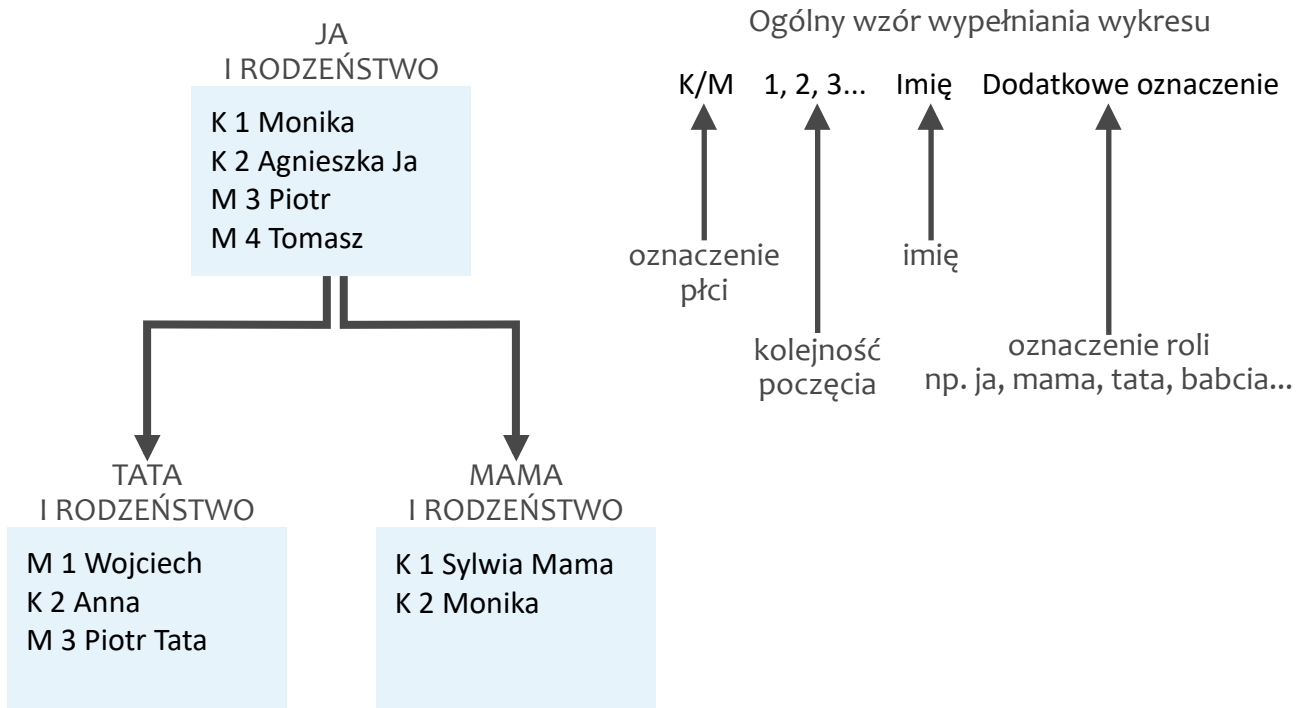 JA
I RODZEŃSTWO
K 1 Monika
K 2 Agnieszka Ja
M 3 Piotr
M 4 Tomasz
Ogólny wzór wypełniania wykresu
K/M 1, 2, 3... Imię Dodatkowe oznaczenie
oznaczenie
płci
imię
kolejność
poczęcia
oznaczenie roli
np. ja, mama, tata, babcia...
TATA
I RODZEŃSTWO
M 1 Wojciech
K 2 Anna
M 3 Piotr Tata
MAMA
I RODZEŃSTWO
K 1 Sylwia Mama
K 2 Monika